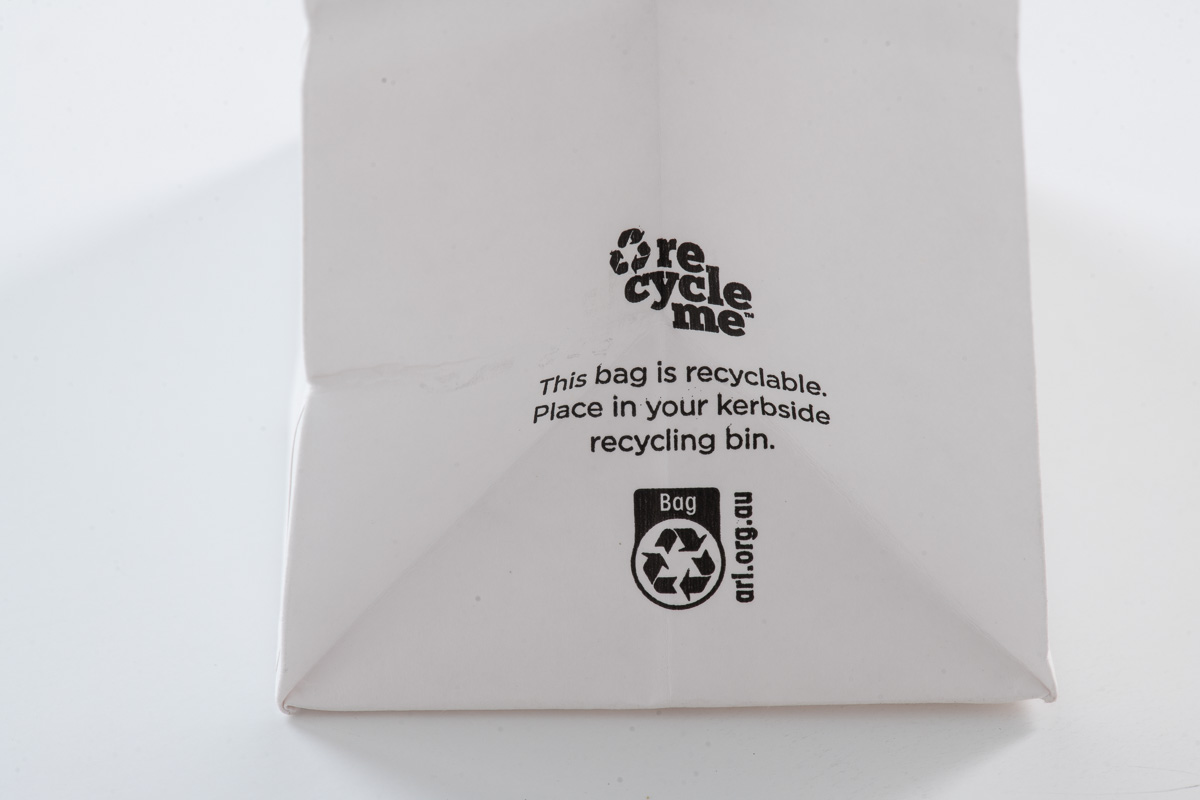 re
cycle
me™
This bag is recyclable.
Place in your kerbside
recycling bin.
Bag
arl.org.au